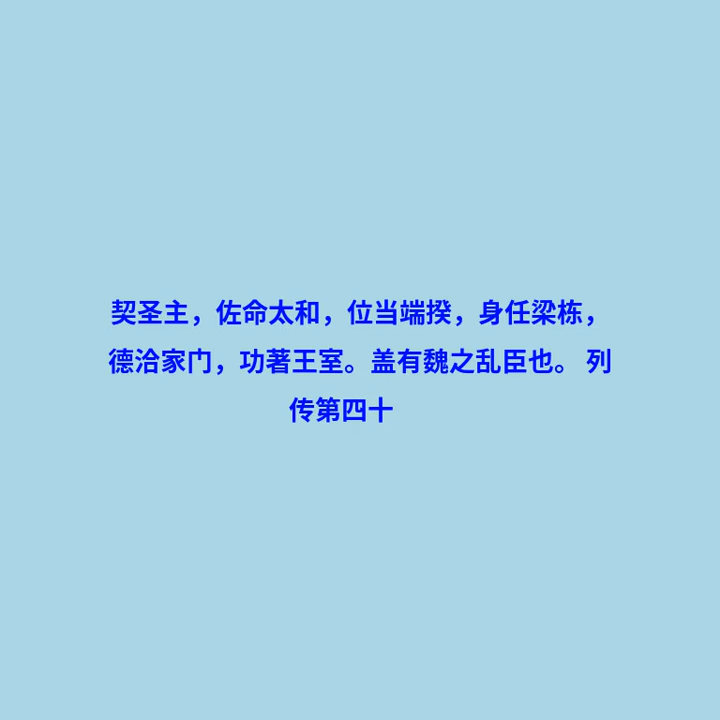 契圣主，佐命太和，位当端揆，身任梁栋，
德洽家门，功著王室。盖有魏之乱臣也。 列
传第四十